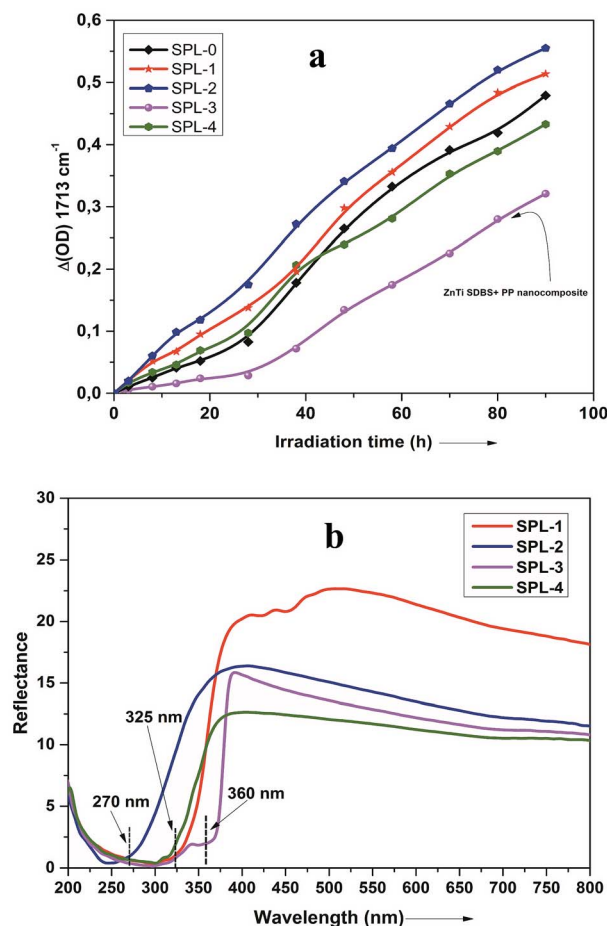 0,6
0,5
0,4
0,3
0,2
0,1
0,0
Δ(OD) 1713 cm⁻¹
SPL-0
SPL-1
SPL-2
SPL-3
SPL-4
a
ZnTi SDBS+ PP nanocomposite
0 20 40 60 80 100
Irradiation time (h)
30
25
20
15
10
5
0
Reflectance
b
SPL-1
SPL-2
SPL-3
SPL-4
325 nm
270 nm
360 nm
200 250 300 350 400 450 500 550 600 650 700 750 800
Wavelength (nm)